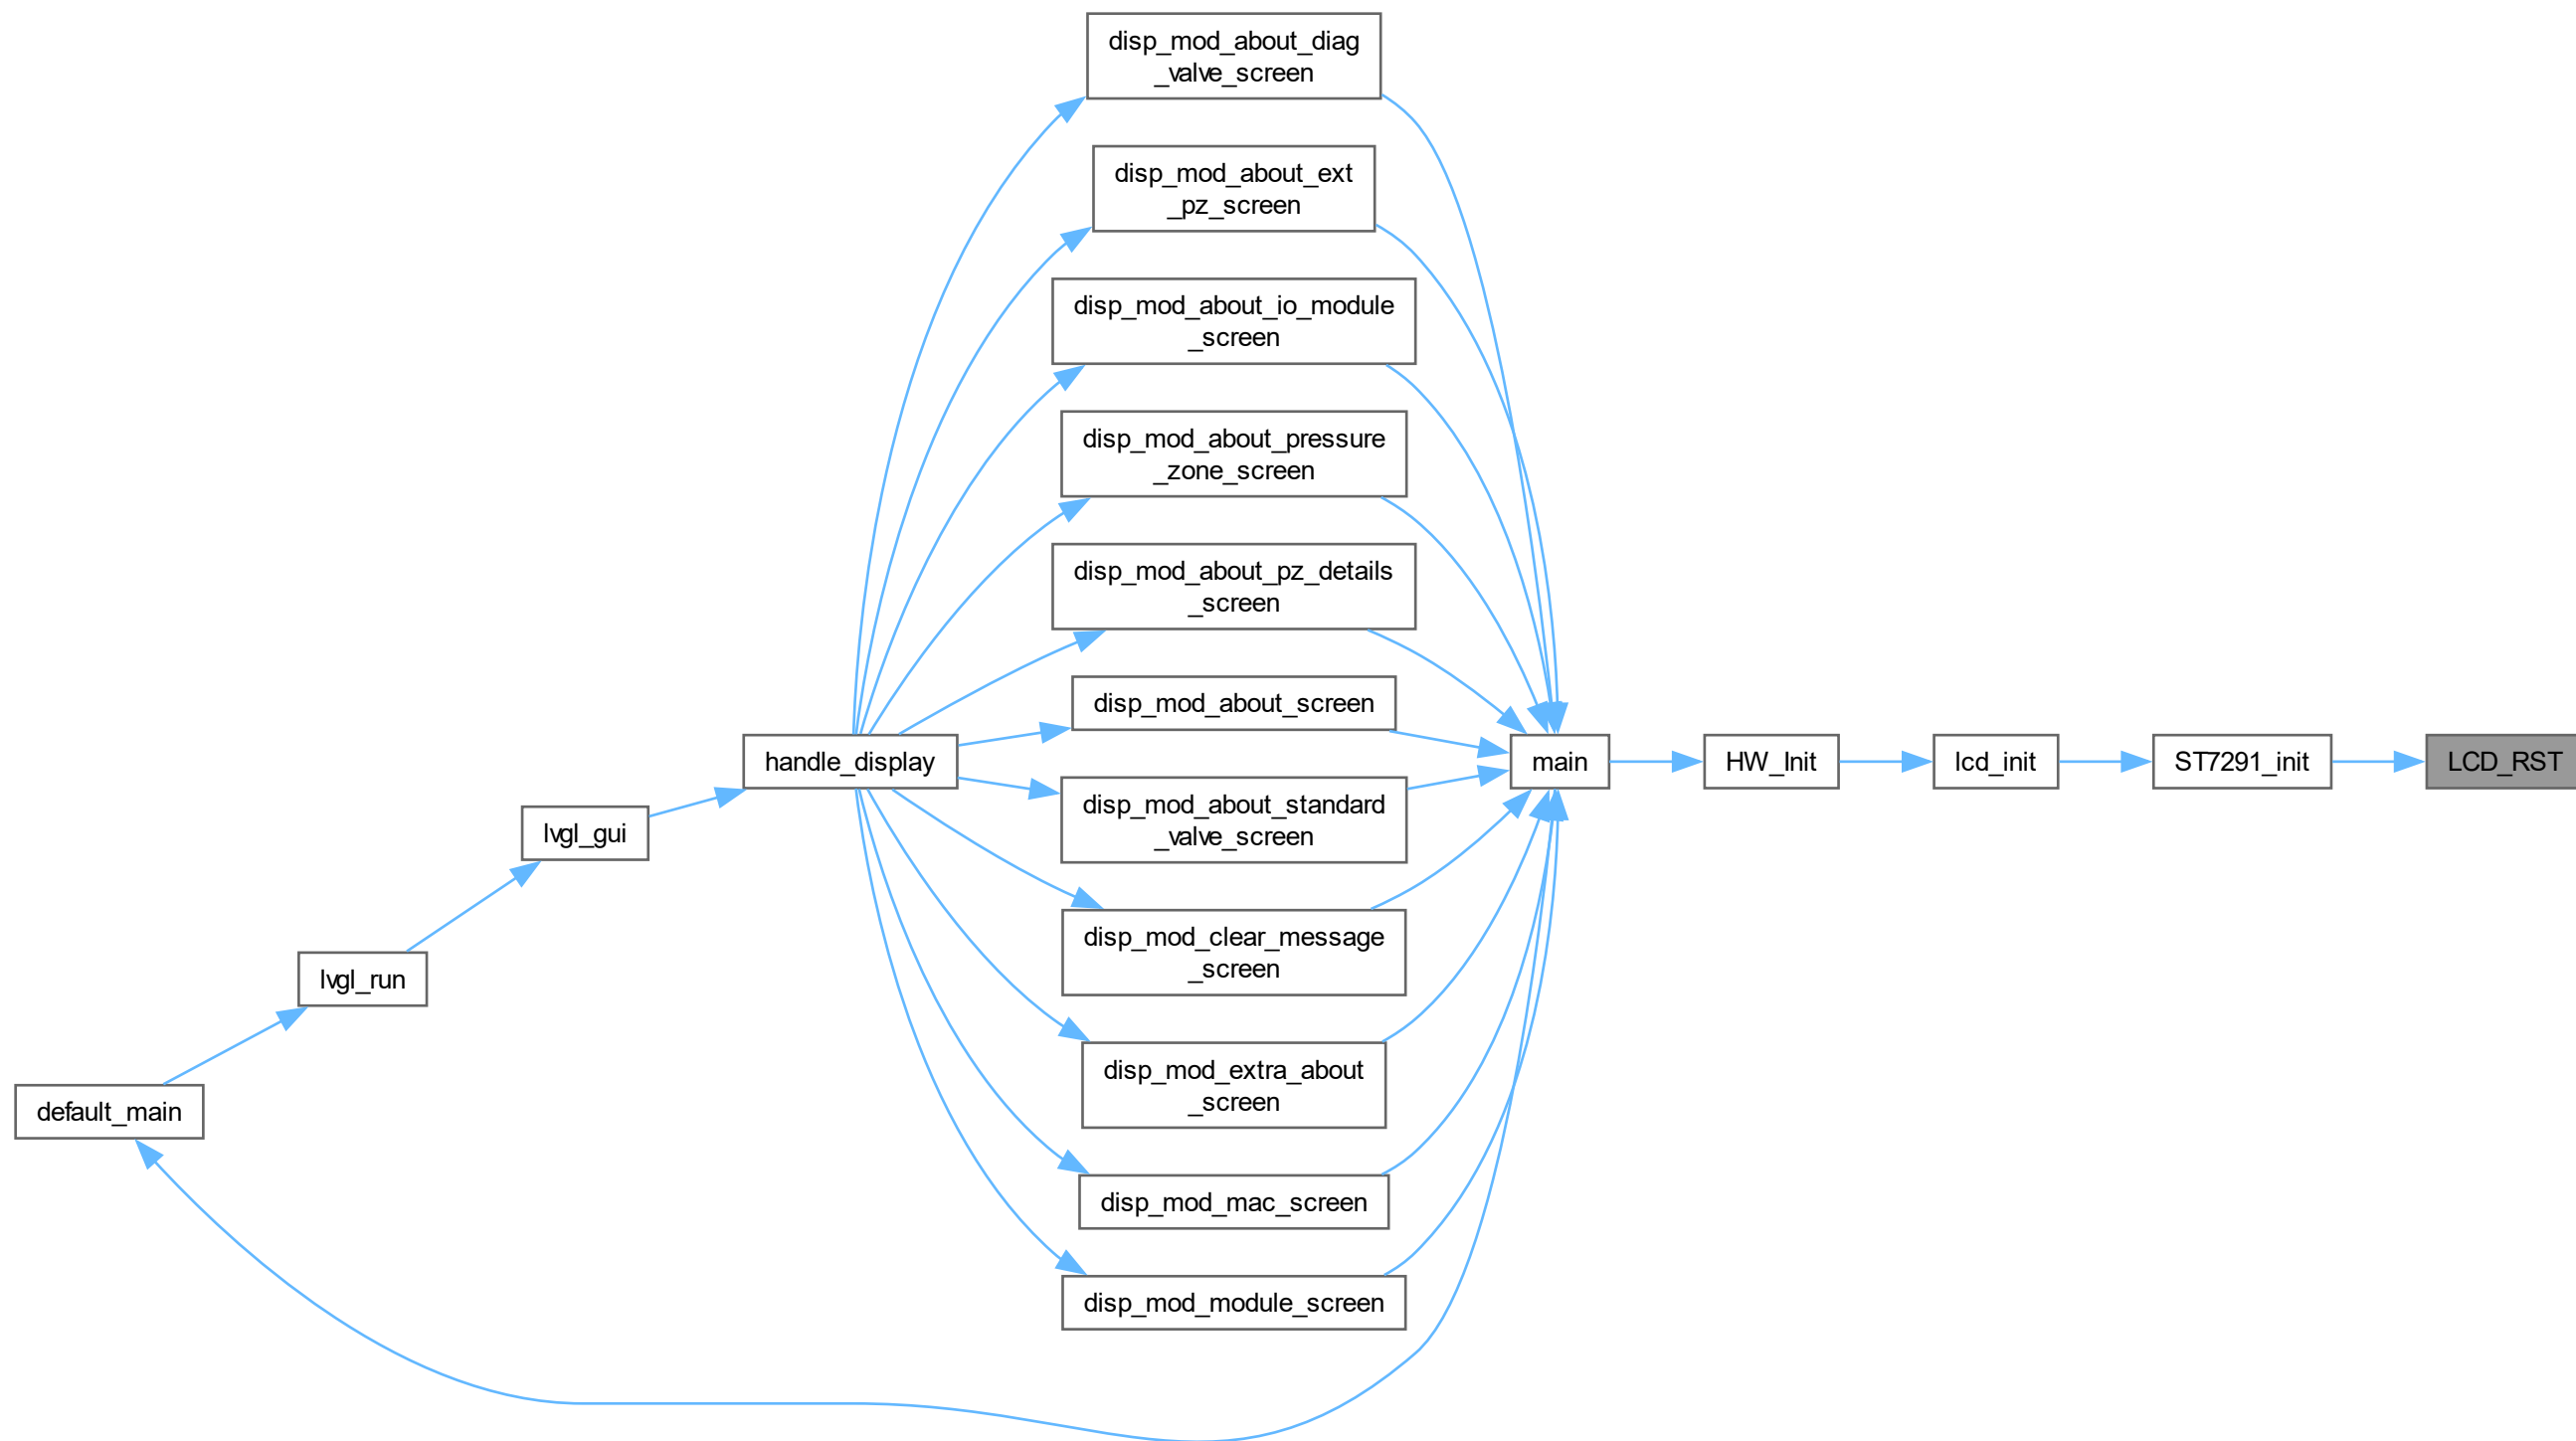 disp_mod_about_diag
_valve_screen
disp_mod_about_ext
_pz_screen
disp_mod_about_io_module
_screen
disp_mod_about_pressure
_zone_screen
disp_mod_about_pz_details
_screen
disp_mod_about_screen
handle_display
main
HW_Init
lcd_init
ST7291_init
LCD_RST
disp_mod_about_standard
_valve_screen
lvgl_gui
disp_mod_clear_message
_screen
lvgl_run
disp_mod_extra_about
_screen
default_main
disp_mod_mac_screen
disp_mod_module_screen